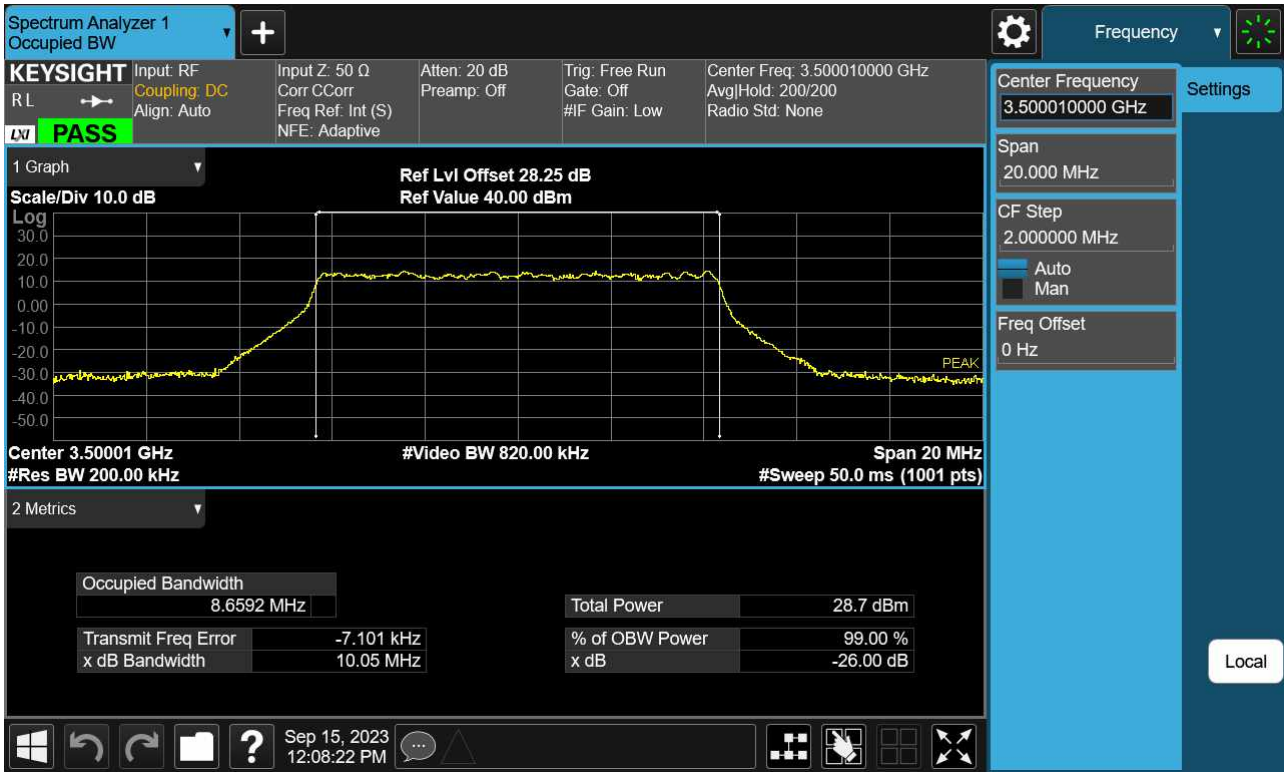 Spectrum Analyzer 1
Occupied BW
Frequency
KEYSIGHT
RL
LXI
PASS
Input: RF
Coupling: DC
Align: Auto
Input Z: 50 Ω
Corr CCorr
Freq Ref: Int (S)
NFE: Adaptive
Atten: 20 dB
Preamp: Off
Trig: Free Run
Gate: Off
#IF Gain: Low
Center Freq: 3.500010000 GHz
Avg|Hold: 200/200
Radio Std: None
Center Frequency
3.500010000 GHz
Settings
Span
20.000 MHz
CF Step
2.000000 MHz
Auto
Man
Freq Offset
0 Hz
Local
1 Graph
Ref Lvl Offset 28.25 dB
Scale/Div 10.0 dB
Ref Value 40.00 dBm
Log
30.0
20.0
10.0
0.00
-10.0
-20.0
-30.0
-40.0
-50.0
PEAK
Center 3.50001 GHz
#Video BW 820.00 kHz
Span 20 MHz
#Res BW 200.00 kHz
#Sweep 50.0 ms (1001 pts)
2 Metrics
Occupied Bandwidth
8.6592 MHz
Total Power 28.7 dBm
Transmit Freq Error -7.101 kHz
% of OBW Power 99.00 %
x dB Bandwidth 10.05 MHz
x dB -26.00 dB
?
Sep 15, 2023
12:08:22 PM